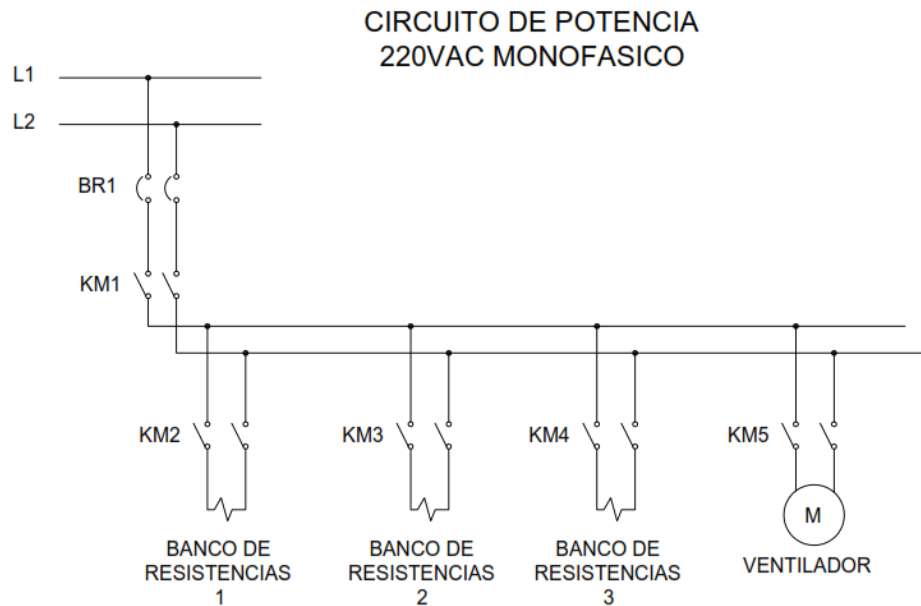 CIRCUITO DE POTENCIA
220VAC MONOFASICO
L1
L2
BR1
KM1
KM2
KM3
KM4
KM5
M
BANCO DE
RESISTENCIAS
1
BANCO DE
RESISTENCIAS
2
BANCO DE
RESISTENCIAS
3
VENTILADOR